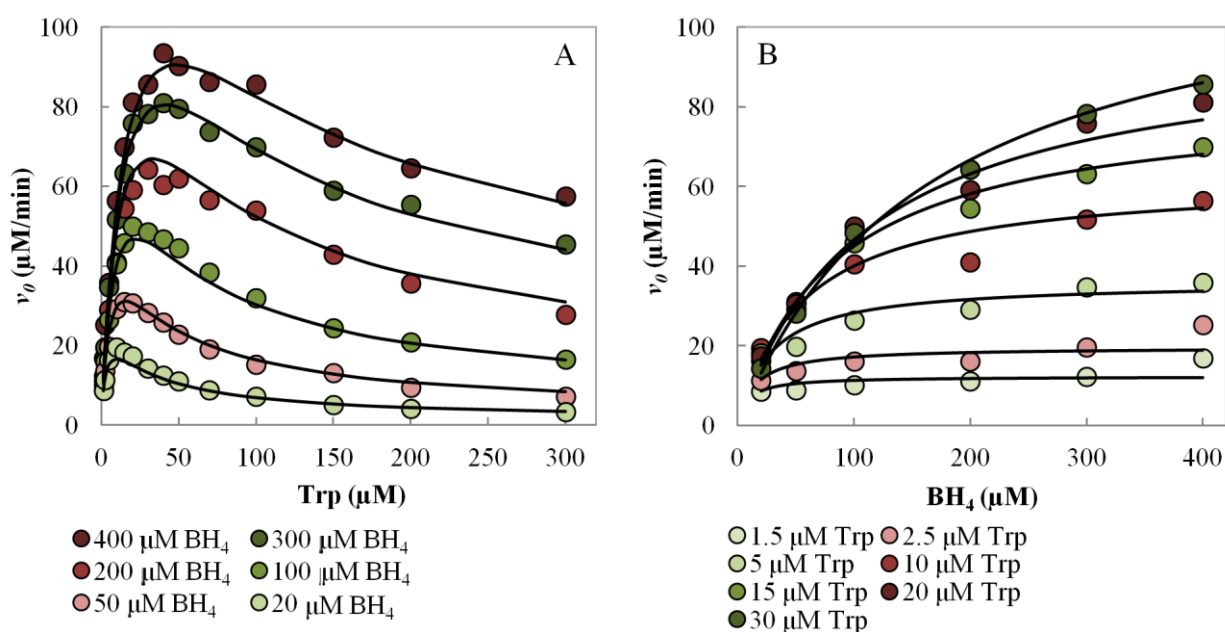 A
v0 (μM/min)
100
80
60
40
20
0
0 50 100 150 200 250 300
Trp (μM)
400 μM BH4 300 μM BH4
200 μM BH4 100 μM BH4
50 μM BH4 20 μM BH4
B
v0 (μM/min)
100
80
60
40
20
0
0 100 200 300 400
BH4 (μM)
1.5 μM Trp 2.5 μM Trp
5 μM Trp 10 μM Trp
15 μM Trp 20 μM Trp
30 μM Trp